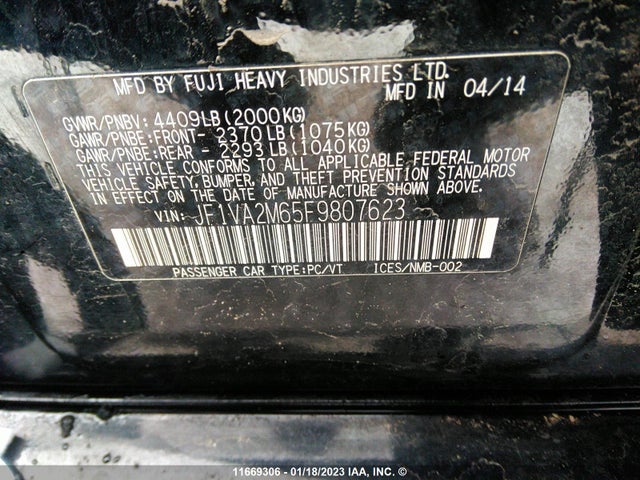 MFD BY FUJI HEAVY INDUSTRIES LTD.
MFD IN 04/14
GVWR/PNBV: 4409LB(2000KG)
GAWR/PNBE:FRONT- 2370LB(1075KG)
GAWR/PNBE:REAR - 2293LB(1040KG)
THIS VEHICLE CONFORMS TO ALL APPLICABLE FEDERAL MOTOR
VEHICLE SAFETY, BUMPER, AND THEFT PREVENTION STANDARDS
IN EFFECT ON THE DATE OF MANUFACTURE SHOWN ABOVE.
VIN: JF1VA2M65F9807623
PASSENGER CAR TYPE:PC/VT ICES/NMB-002
11669306 - 01/18/2023 IAA, INC. ©